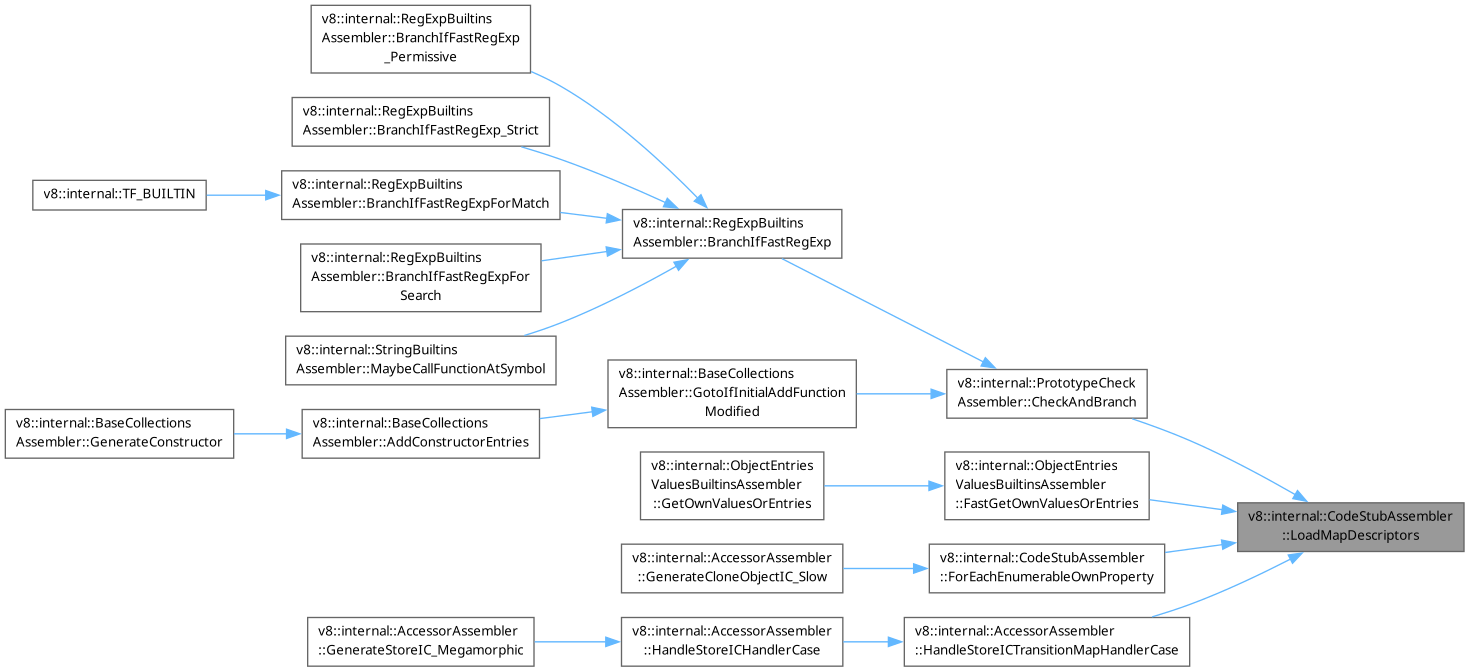 v8::internal::RegExpBuiltins
Assembler::BranchIfFastRegExp
_Permissive
v8::internal::RegExpBuiltins
Assembler::BranchIfFastRegExp_Strict
v8::internal::TF_BUILTIN
v8::internal::RegExpBuiltins
Assembler::BranchIfFastRegExpForMatch
v8::internal::RegExpBuiltins
Assembler::BranchIfFastRegExp
v8::internal::RegExpBuiltins
Assembler::BranchIfFastRegExpFor
Search
v8::internal::StringBuiltins
Assembler::MaybeCallFunctionAtSymbol
v8::internal::BaseCollections
Assembler::GotoIfInitialAddFunction
Modified
v8::internal::PrototypeCheck
Assembler::CheckAndBranch
v8::internal::BaseCollections
Assembler::GenerateConstructor
v8::internal::BaseCollections
Assembler::AddConstructorEntries
v8::internal::ObjectEntries
ValuesBuiltinsAssembler
::GetOwnValuesOrEntries
v8::internal::ObjectEntries
ValuesBuiltinsAssembler
::FastGetOwnValuesOrEntries
v8::internal::CodeStubAssembler
::LoadMapDescriptors
v8::internal::AccessorAssembler
::GenerateCloneObjectIC_Slow
v8::internal::CodeStubAssembler
::ForEachEnumerableOwnProperty
v8::internal::AccessorAssembler
::GenerateStoreIC_Megamorphic
v8::internal::AccessorAssembler
::HandleStoreICHandlerCase
v8::internal::AccessorAssembler
::HandleStoreICTransitionMapHandlerCase